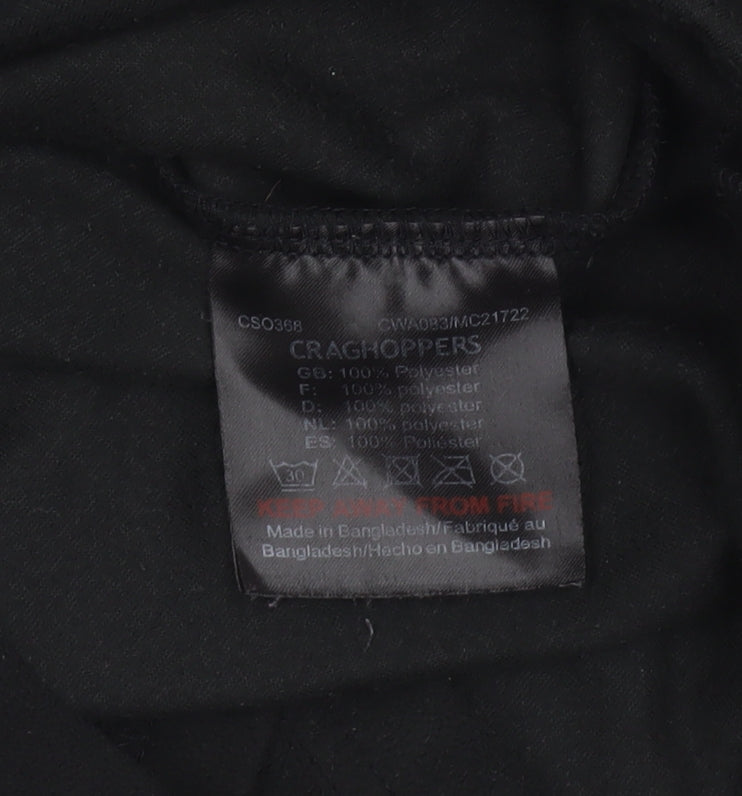 CSO368 CWA083/MC21722
CRAGHOPPERS
GB: 100% Polyester
F: 100% polyester
D: 100% polyester
NL: 100% polyester
ES: 100% Poliéster
30
KEEP AWAY FROM FIRE
Made in Bangladesh/Fabriqué au
Bangladesh/Hecho en Bangladesh